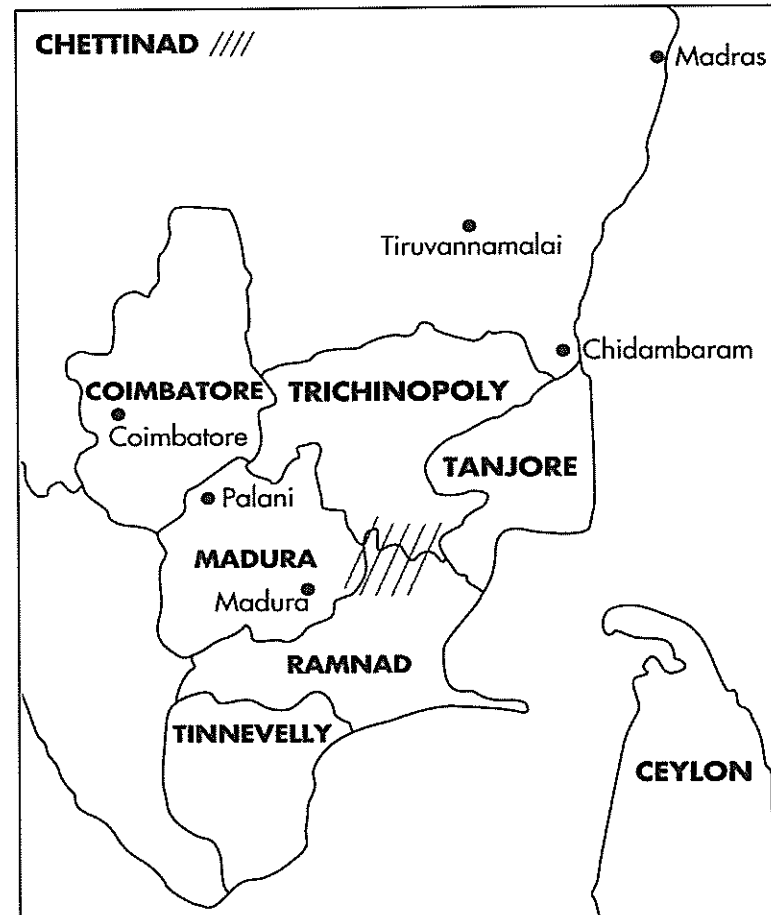 CHETTINAD
Madras
Tiruvannamalai
Chidambaram
COIMBATORE
TRICHINOPOLY
Coimbatore
TANJORE
Palani
MADURA
Madura
RAMNAD
TINNEVELLY
CEYLON